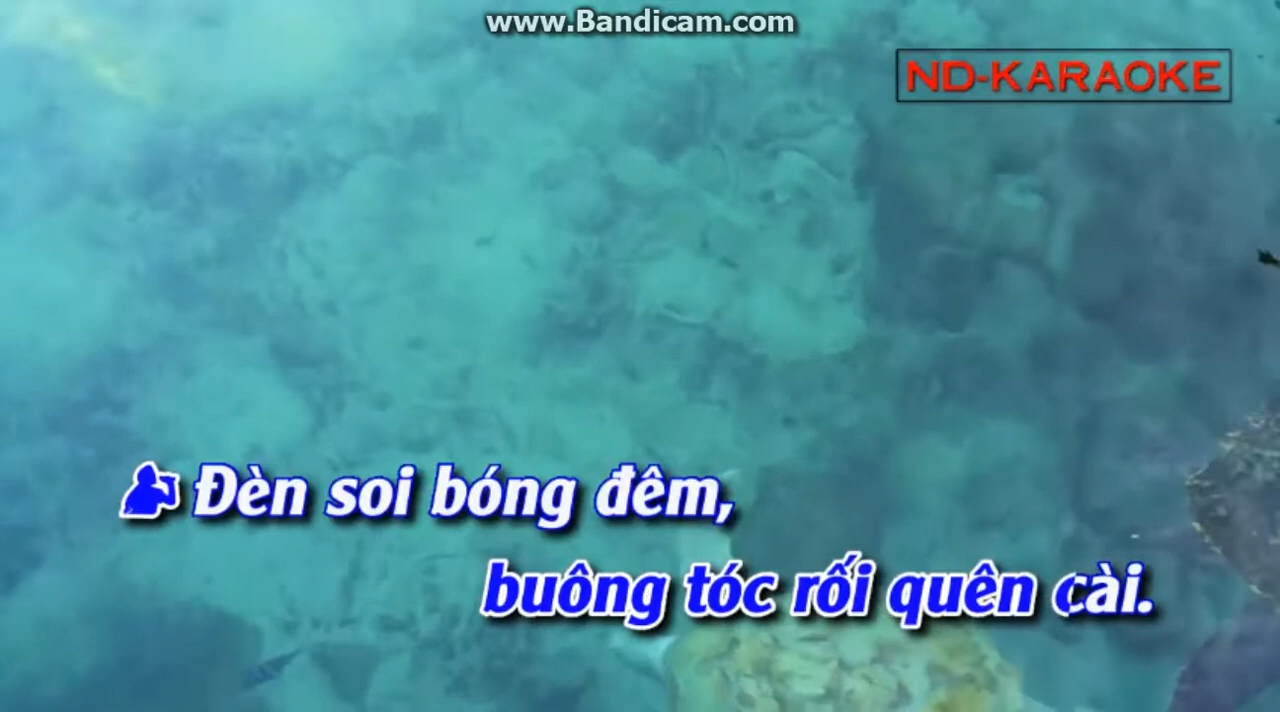 www.Bandicam.com
ND-KARAOKE
Đèn soi bóng đêm,
buông tóc rối quên cài.